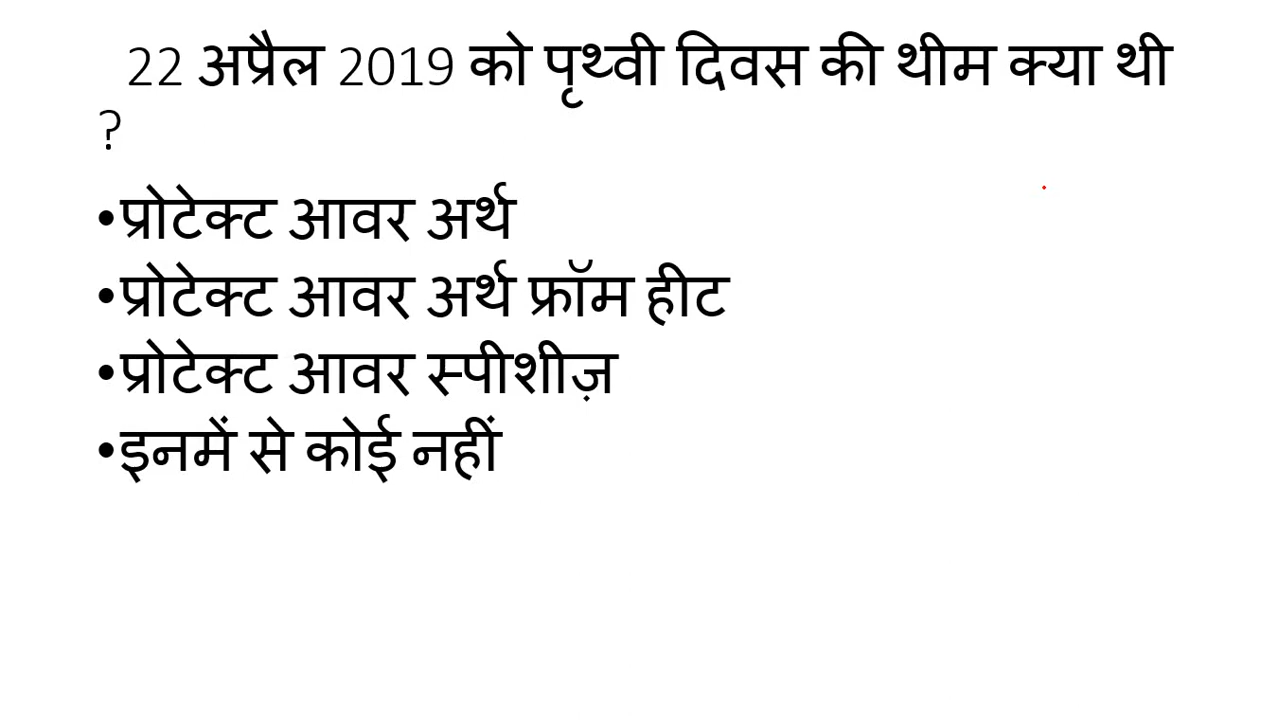 22 अप्रैल 2019 को पृथ्वी दिवस की थीम क्या थी
?
•प्रोटेक्ट आवर अर्थ
•प्रोटेक्ट आवर अर्थ फ्रॉम हीट
•प्रोटेक्ट आवर स्पीशीज़
•इनमें से कोई नहीं